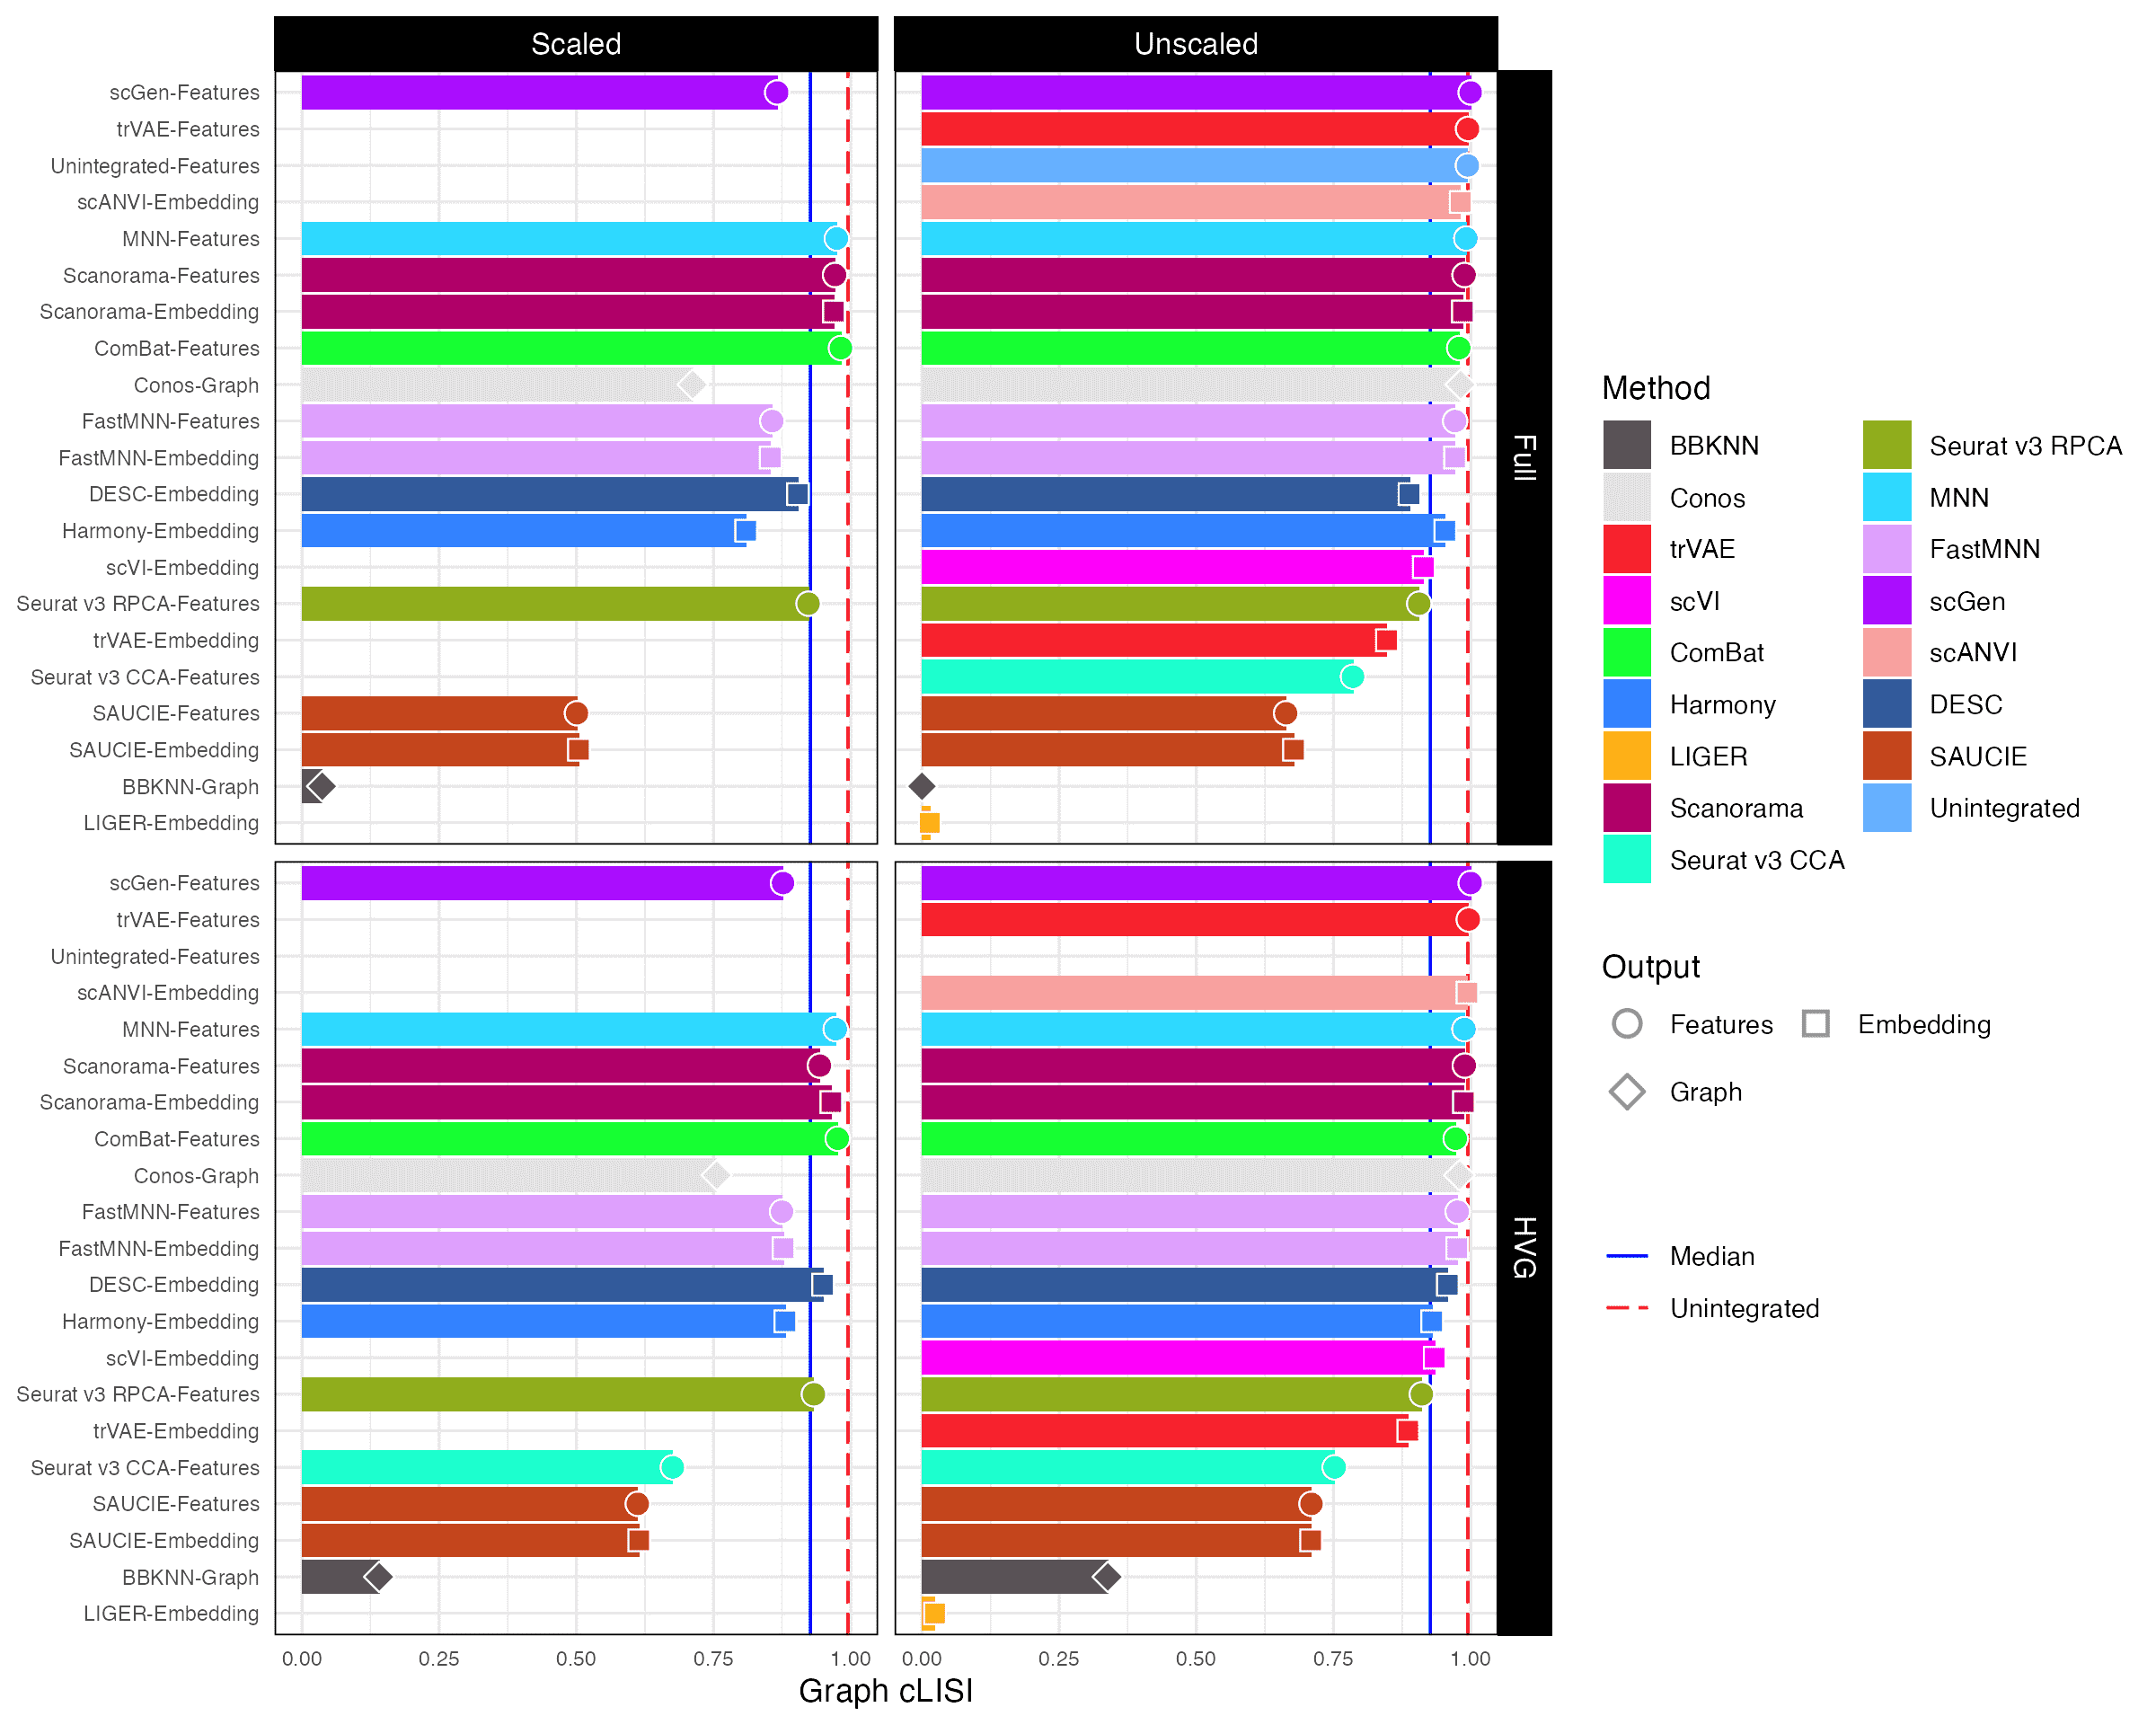 Scaled
Unscaled
scGen-Features
trVAE-Features
Unintegrated-Features
scANVI-Embedding
MNN-Features
Scanorama-Features
Scanorama-Embedding
ComBat-Features
Conos-Graph
FastMNN-Features
FastMNN-Embedding
DESC-Embedding
Harmony-Embedding
scVI-Embedding
Seurat v3 RPCA-Features
trVAE-Embedding
Seurat v3 CCA-Features
SAUCIE-Features
SAUCIE-Embedding
BBKNN-Graph
LIGER-Embedding
Full
scGen-Features
trVAE-Features
Unintegrated-Features
scANVI-Embedding
MNN-Features
Scanorama-Features
Scanorama-Embedding
ComBat-Features
Conos-Graph
FastMNN-Features
FastMNN-Embedding
DESC-Embedding
Harmony-Embedding
scVI-Embedding
Seurat v3 RPCA-Features
trVAE-Embedding
Seurat v3 CCA-Features
SAUCIE-Features
SAUCIE-Embedding
BBKNN-Graph
LIGER-Embedding
HVG
0.00 0.25 0.50 0.75 1.00
0.00 0.25 0.50 0.75 1.00
Graph cLISI
Method
BBKNN
Conos
trVAE
scVI
ComBat
Harmony
LIGER
Scanorama
Seurat v3 CCA
Seurat v3 RPCA
MNN
FastMNN
scGen
scANVI
DESC
SAUCIE
Unintegrated
Output
Features
Embedding
Graph
Median
Unintegrated